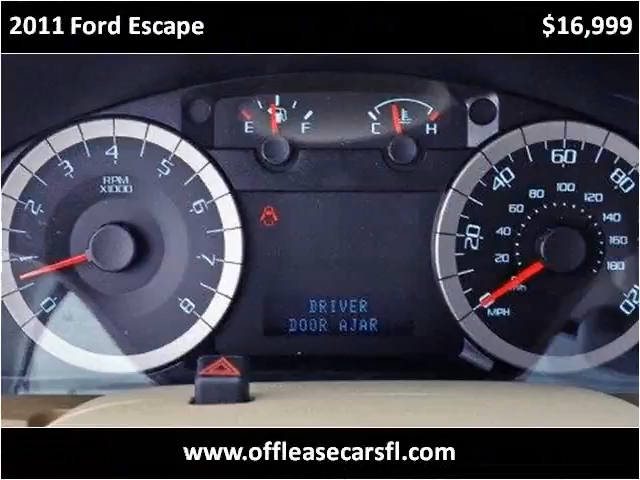 2011 Ford Escape
$16,999
E F
C H
RPM
X1000
0 1 2 3 4 5 6 7 8
20 40 60 80 120
20 40 60 80 100 120 140 160 180
MPH
DRIVER
DOOR AJAR
www.offleasecarsfl.com